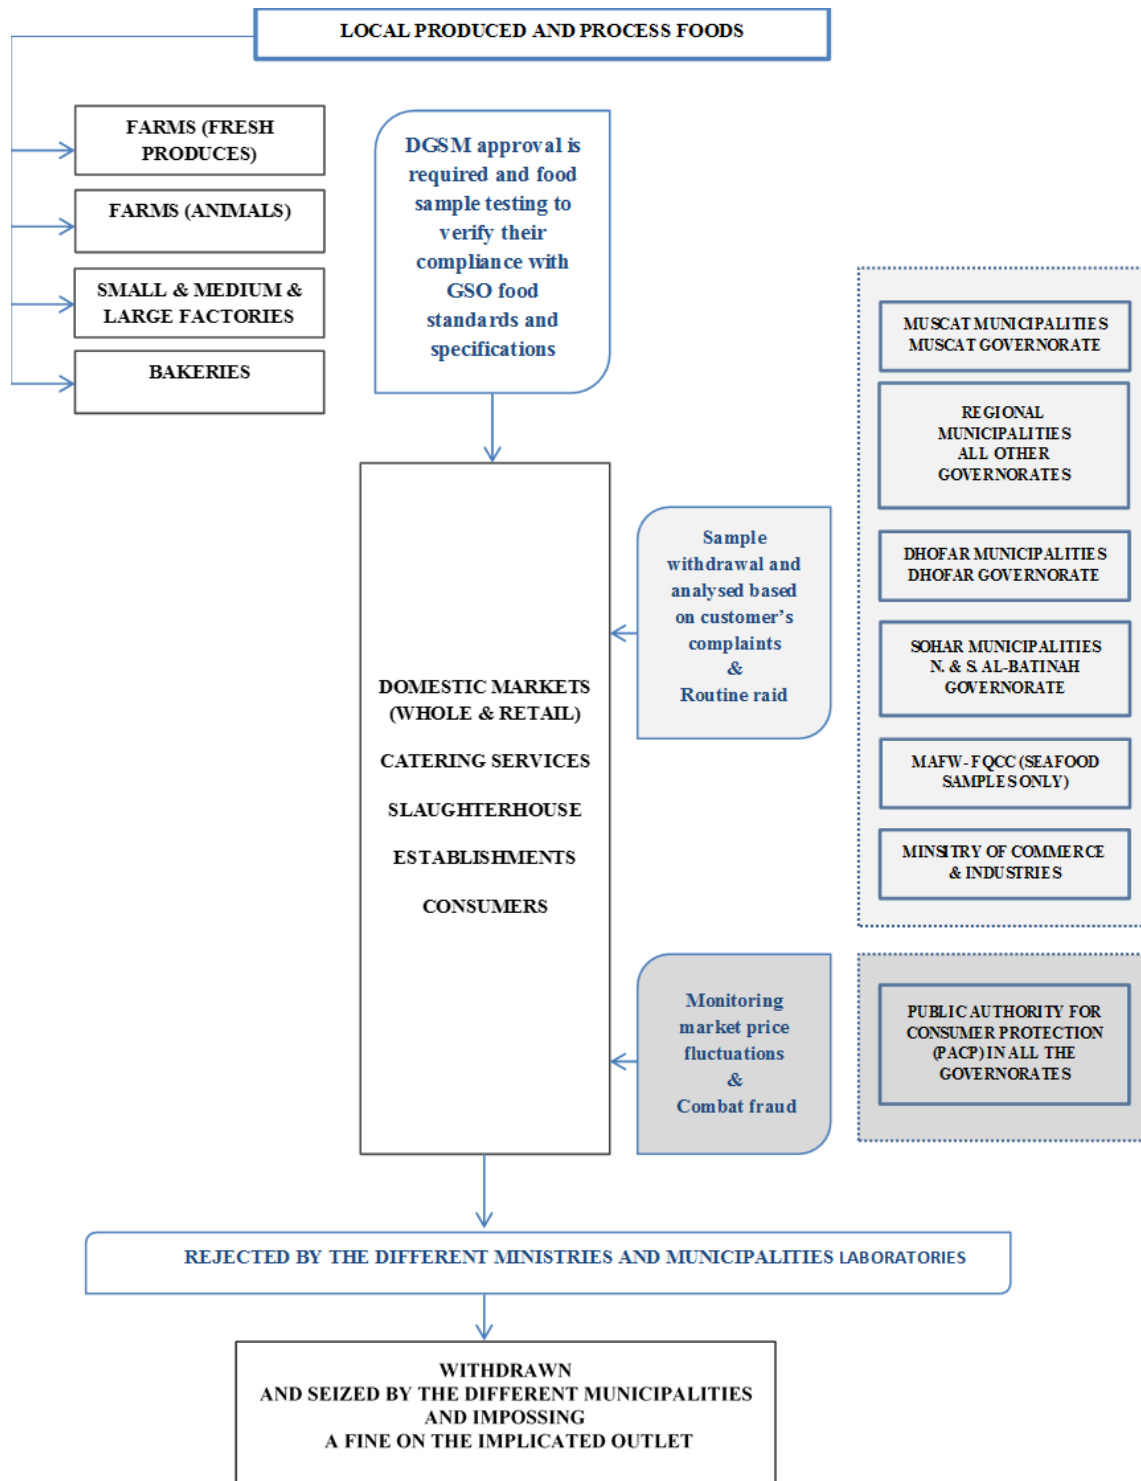 LOCAL PRODUCED AND PROCESS FOODS
FARMS (FRESH
PRODUCES)
FARMS (ANIMALS)
SMALL & MEDIUM &
LARGE FACTORIES
BAKERIES
DGSM approval is
required and food
sample testing to
verify their
compliance with
GSO food
standards and
specifications
DOMESTIC MARKETS
(WHOLE & RETAIL)
CATERING SERVICES
SLAUGHTERHOUSE
ESTABLISHMENTS
CONSUMERS
Sample
withdrawal and
analysed based
on customer's
complaints
&
Routine raid
Monitoring
market price
fluctuations
&
Combat fraud
MUSCAT MUNICIPALITIES
MUSCAT GOVERNORATE
REGIONAL
MUNICIPALITIES
ALL OTHER
GOVERNORATES
DHOFAR MUNICIPALITIES
DHOFAR GOVERNORATE
SOHAR MUNICIPALITIES
N. & S. AL-BATINAH
GOVERNORATE
MAFW- FQCC (SEAFOOD
SAMPLES ONLY)
MINSITRY OF COMMERCE
& INDUSTRIES
PUBLIC AUTHORITY FOR
CONSUMER PROTECTION
(PACP) IN ALL THE
GOVERNORATES
REJECTED BY THE DIFFERENT MINISTRIES AND MUNICIPALITIES LABORATORIES
WITHDRAWN
AND SEIZED BY THE DIFFERENT MUNICIPALITIES
AND IMPOSSING
A FINE ON THE IMPLICATED OUTLET